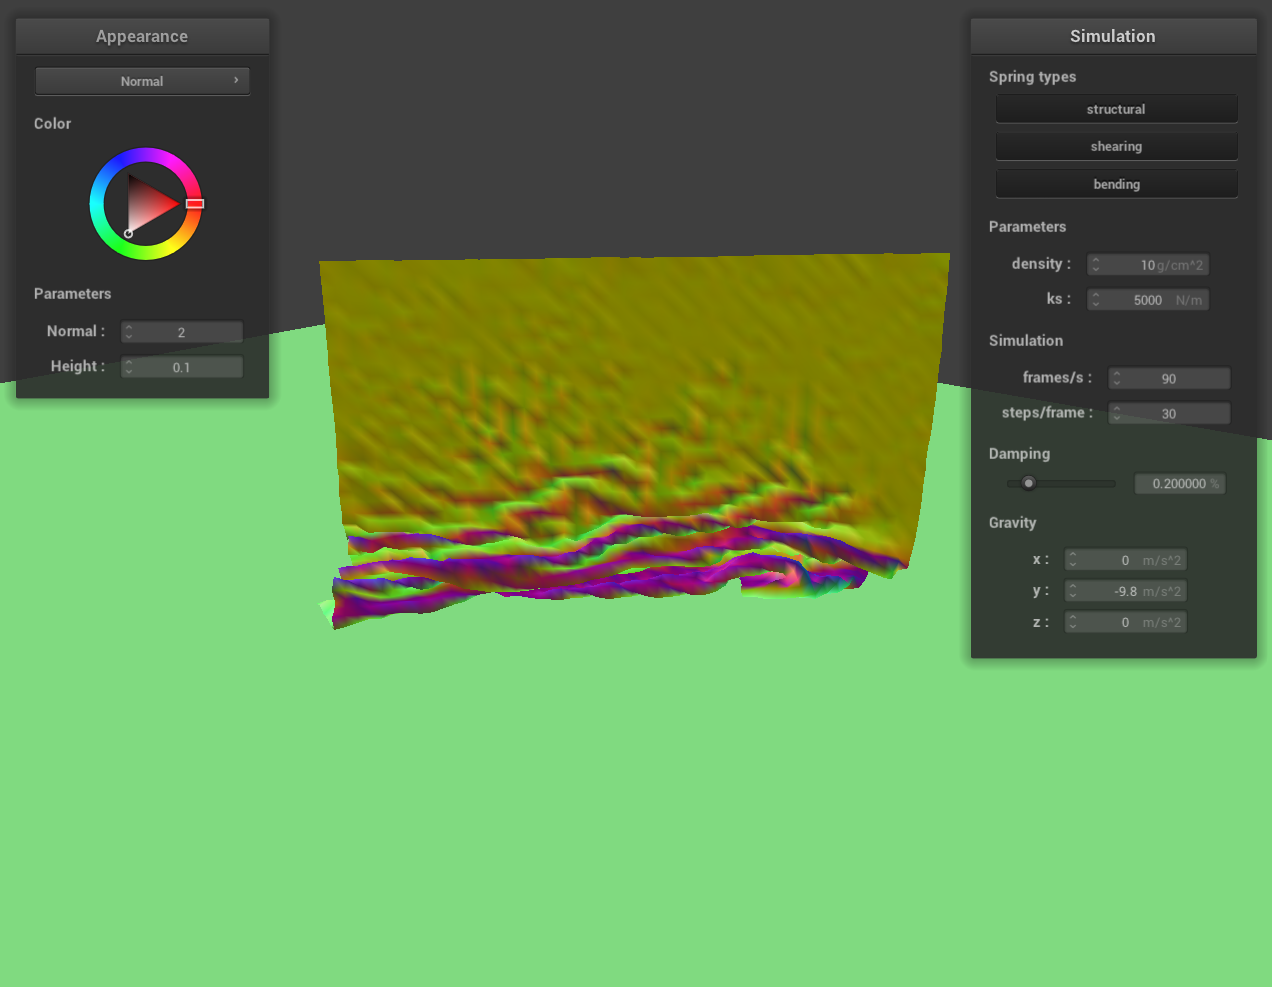 Appearance
Normal
Color
Parameters
Normal : 2
Height : 0.1
Simulation
Spring types
structural
shearing
bending
Parameters
density : 10 g/cm^2
ks : 5000 N/m
Simulation
frames/s : 90
steps/frame : 30
Damping
0.200000 %
Gravity
x : 0 m/s^2
y : -9.8 m/s^2
z : 0 m/s^2